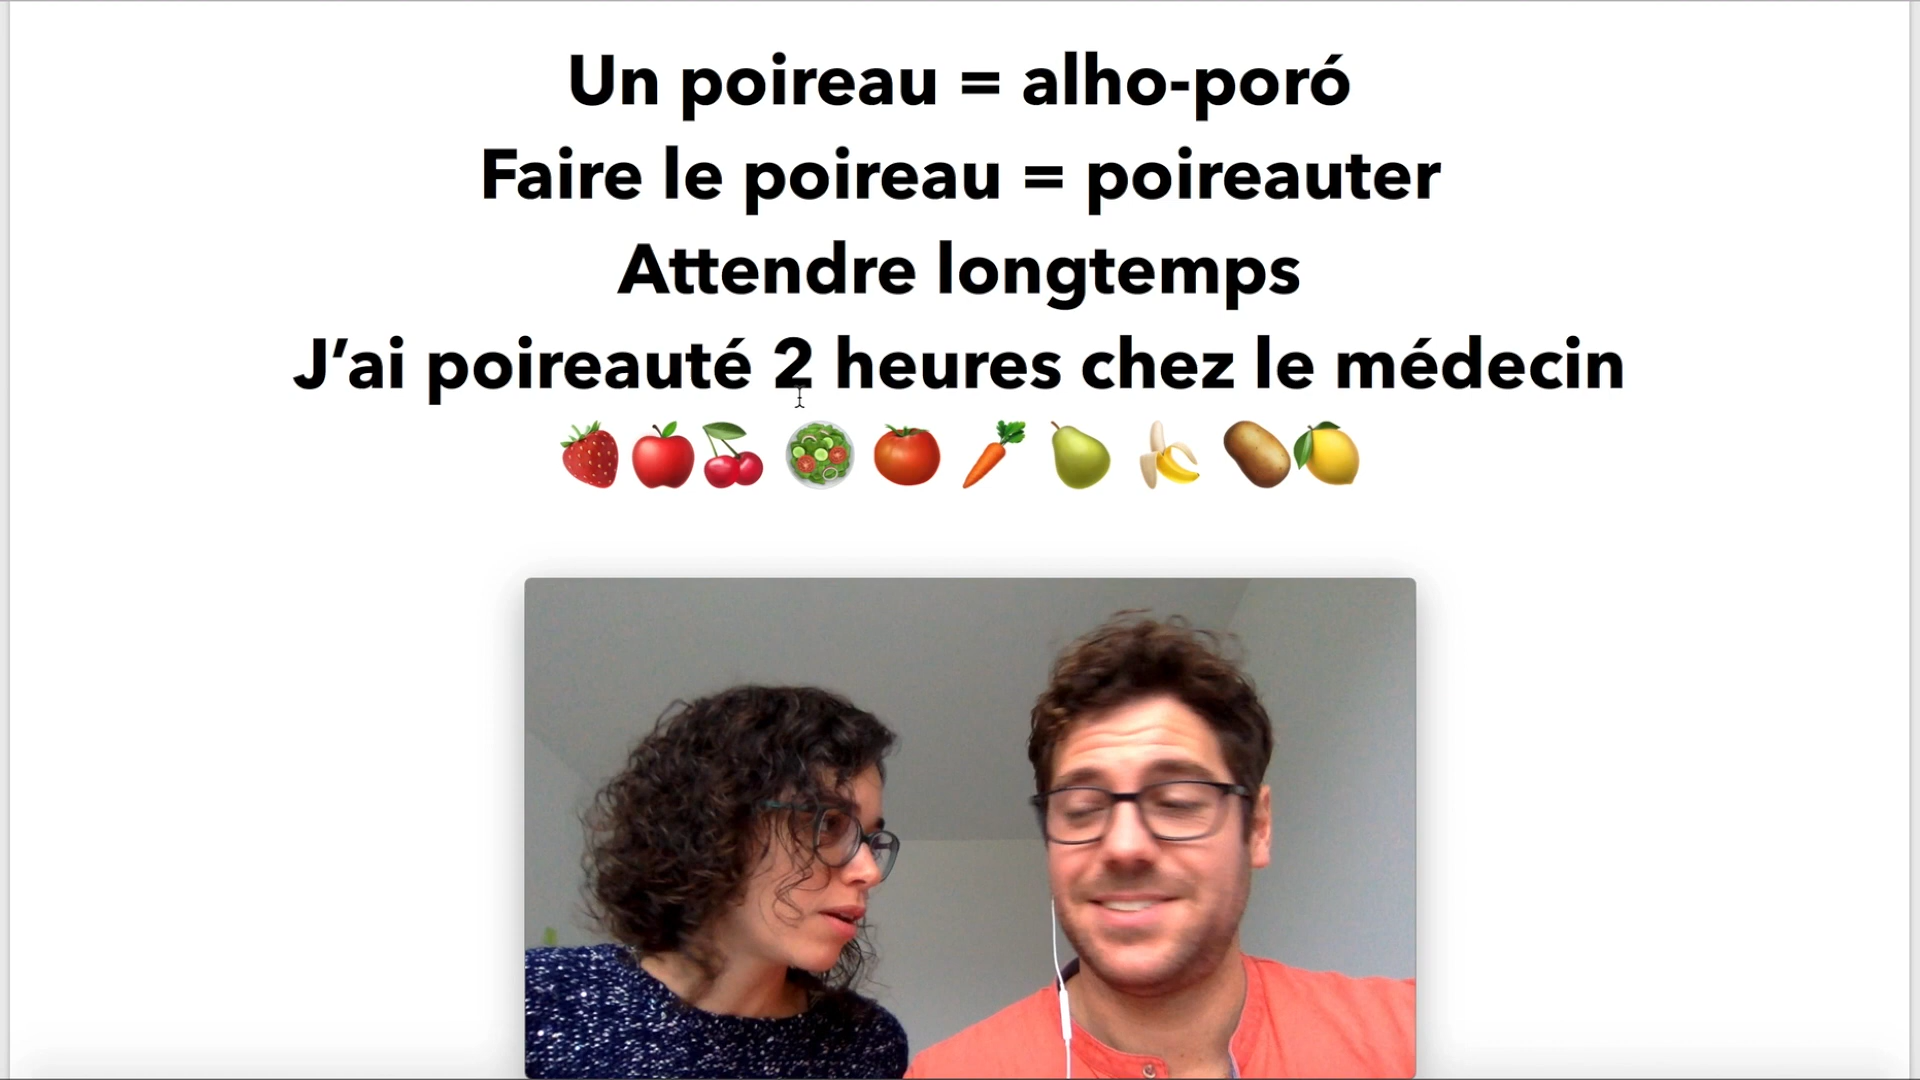 Un poireau = alho-poró
Faire le poireau = poireauter
Attendre longtemps
J’ai poireauté 2 heures chez le médecin